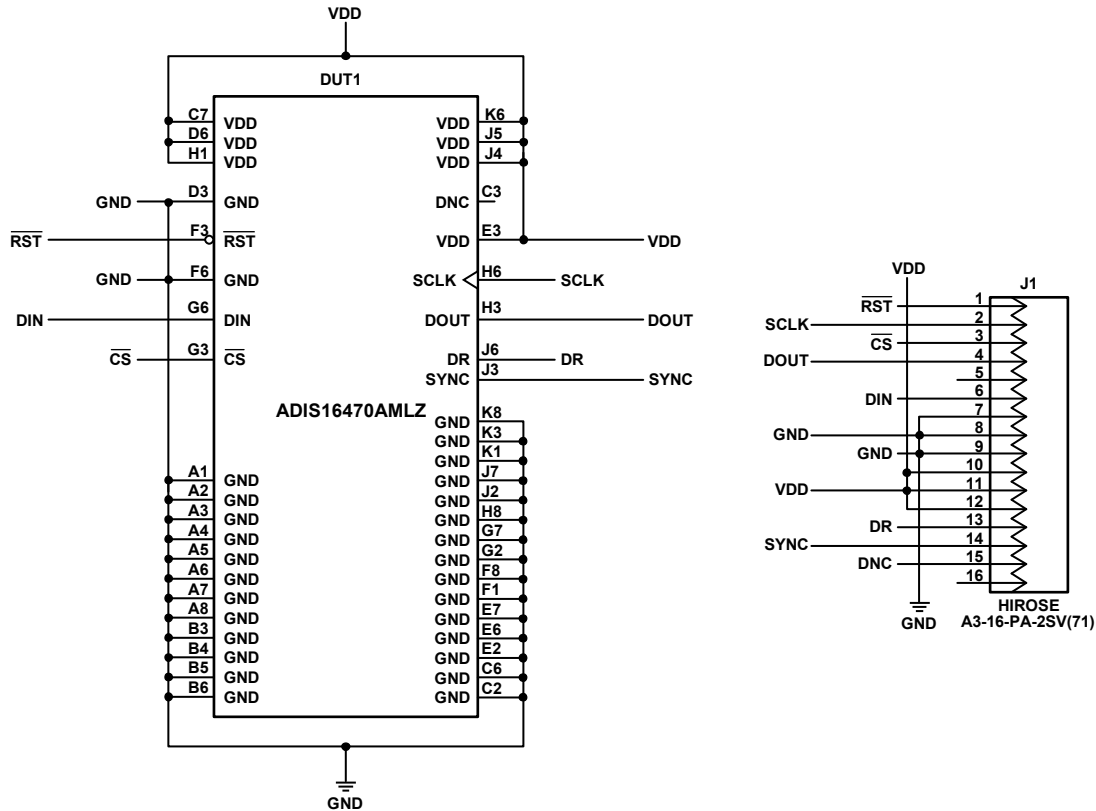 VDD
DUT1
C7 VDD VDD K6
D6 VDD VDD J5
H1 VDD VDD J4
GND D3 GND DNC C3
RST F3 RST VDD E3 VDD
GND F6 GND SCLK H6 SCLK
DIN G6 DIN DOUT H3 DOUT
CS G3 CS DR J6 DR
SYNC J3 SYNC
ADIS16470AMLZ
GND K8
GND K3
GND K1
A1 GND GND J7
A2 GND GND J2
A3 GND GND H8
A4 GND GND G7
A5 GND GND G2
A6 GND GND F8
A7 GND GND F1
A8 GND GND E7
B3 GND GND E6
B4 GND GND E2
B5 GND GND C6
B6 GND GND C2
GND
VDD
J1
RST 1
SCLK 2
CS 3
DOUT 4
5
DIN 6
7
GND 8
GND 9
10
VDD 11
12
DR 13
SYNC 14
DNC 15
16
GND
HIROSE
A3-16-PA-2SV(71)